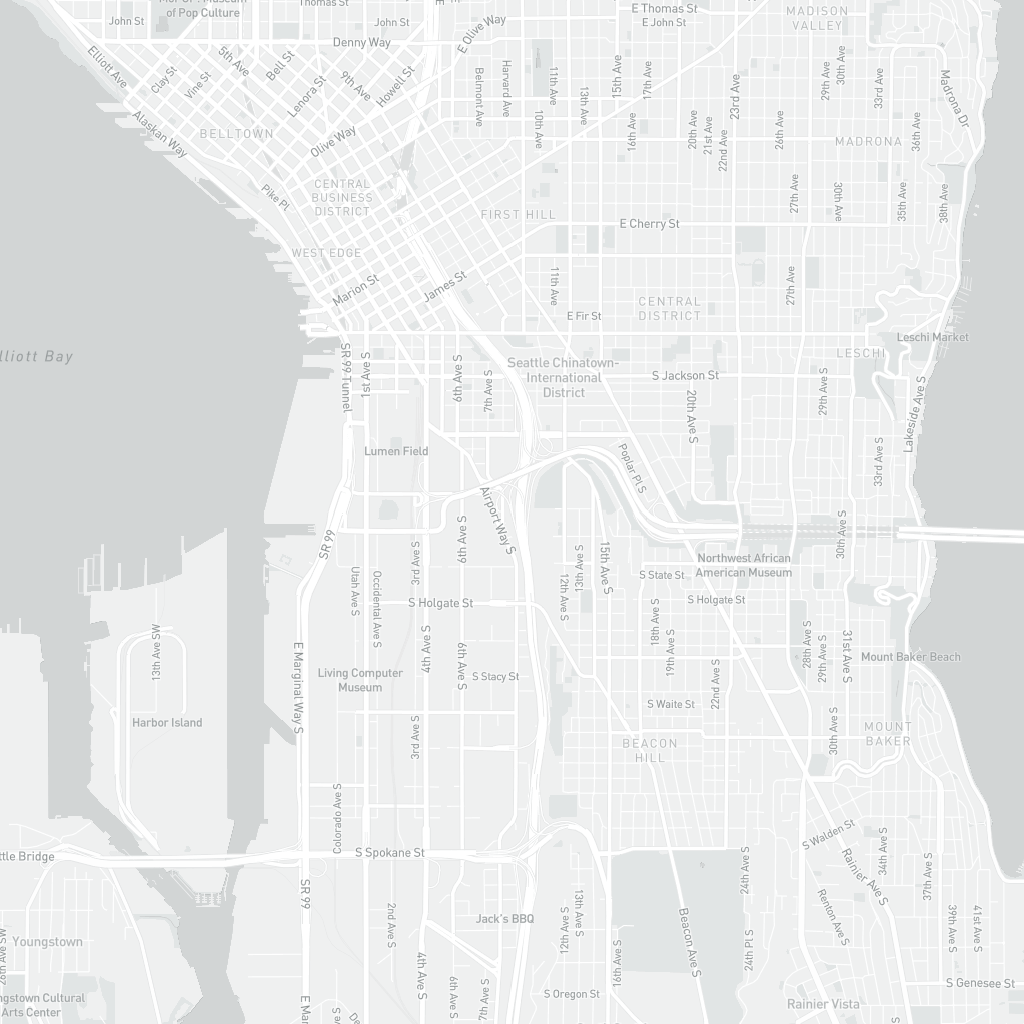 of Pop Culture
Thomas St
John St
Denny Way
Elliott Ave
Clay St
Vine St
5th Ave
Bell St
Lenora St
9th Ave
Howell St
E Olive Way
Belmont Ave
Harvard Ave
11th Ave
10th Ave
13th Ave
15th Ave
17th Ave
16th Ave
E Thomas St
E John St
MADISON
VALLEY
23rd Ave
20th Ave
21st Ave
22nd Ave
26th Ave
29th Ave
30th Ave
33rd Ave
36th Ave
Madrona Dr
MADRONA
Alaskan Way
BELLTOWN
Olive Way
Pike Pl
CENTRAL
BUSINESS
DISTRICT
FIRST HILL
E Cherry St
27th Ave
30th Ave
35th Ave
38th Ave
WEST EDGE
Marion St
James St
11th Ave
27th Ave
CENTRAL
DISTRICT
E Fir St
Leschi Market
LESCHI
Elliott Bay
SR 99 Tunnel
1st Ave S
6th Ave S
7th Ave S
Seattle Chinatown-
International
District
S Jackson St
20th Ave S
29th Ave S
33rd Ave S
Lakeside Ave S
Lumen Field
Poplar Pl S
Airport Way S
SR 99
6th Ave S
3rd Ave S
Utah Ave S
Occidental Ave S
12th Ave S
13th Ave S
15th Ave S
S State St
Northwest African
American Museum
30th Ave S
S Holgate St
S Holgate St
18th Ave S
19th Ave S
22nd Ave S
28th Ave S
29th Ave S
31st Ave S
Mount Baker Beach
13th Ave SW
Harbor Island
E Marginal Way S
Living Computer
Museum
4th Ave S
6th Ave S
S Stacy St
S Waite St
3rd Ave S
BEACON
HILL
30th Ave S
MOUNT
BAKER
Colorado Ave S
S Spokane St
S Walden St
Rainier Ave S
34th Ave S
37th Ave S
24th Ave S
Bridge
SR 99
2nd Ave S
4th Ave S
Jack's BBQ
12th Ave S
13th Ave S
16th Ave S
Beacon Ave S
24th Pl S
Renton Ave S
39th Ave S
41st Ave S
Youngstown
26th Ave SW
Cultural
Arts Center
6th Ave S
7th Ave S
S Oregon St
Rainier Vista
S Genesee St